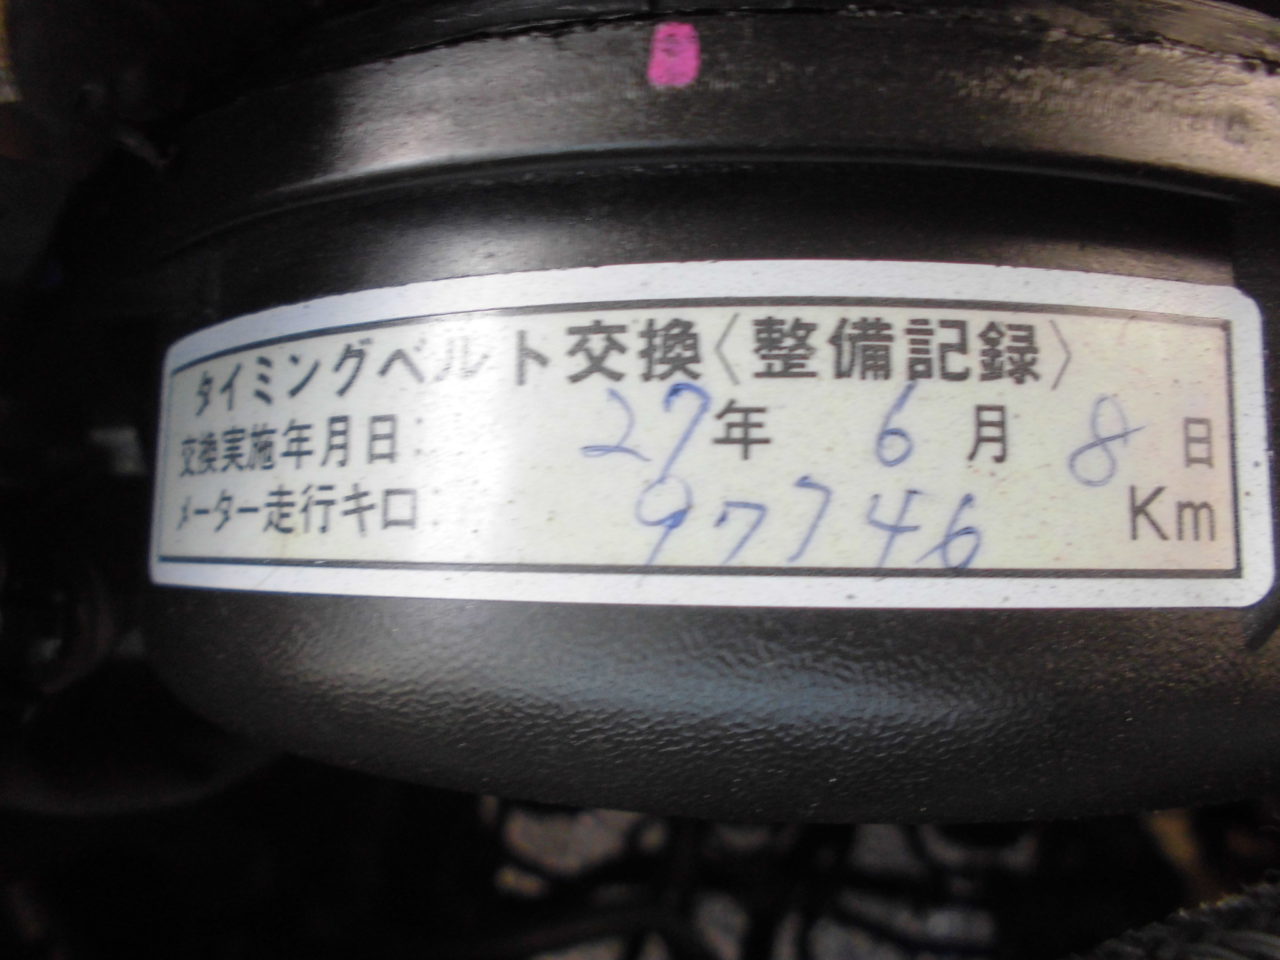 タイミングベルト交換〈整備記録〉
交換実施年月日: 27年 6月 8日
メーター走行キロ: 97746 Km